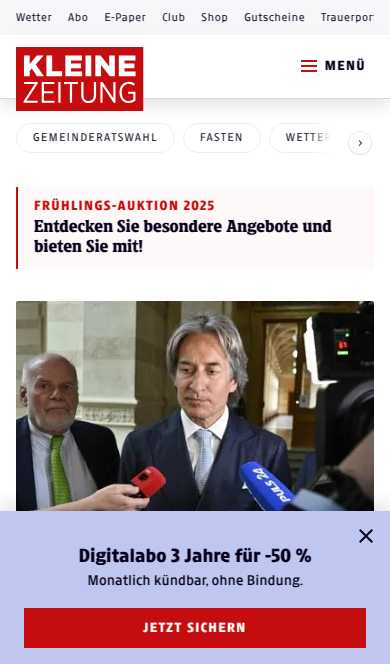 Wetter Abo E-Paper Club Shop Gutscheine Trauerpor
KLEINE
ZEITUNG
MENÜ
GEMEINDERATSWAHL FASTEN WETTER
FRÜHLINGS-AUKTION 2025
Entdecken Sie besondere Angebote und
bieten Sie mit!
PULS 24
Digitalabo 3 Jahre für -50 %
Monatlich kündbar, ohne Bindung.
JETZT SICHERN